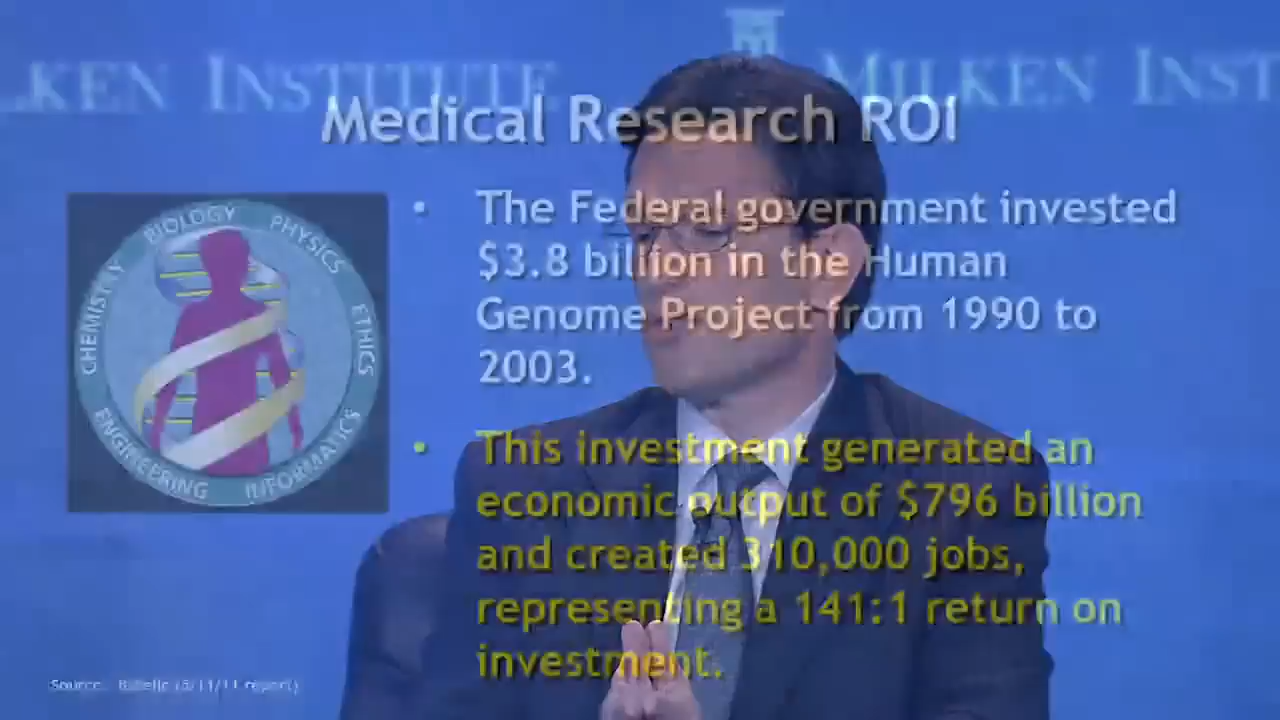 KEN INSTITUTE
MILKEN INST
Medical Research ROI
BIOLOGY
PHYSICS
ETHICS
INFORMATICS
ENGINEERING
CHEMISTRY
• The Federal government invested
$3.8 billion in the Human
Genome Project from 1990 to
2003.
• This investment generated an
economic output of $796 billion
and created 310,000 jobs,
representing a 141:1 return on
investment.
Source: Battelle (5/11/11 report)